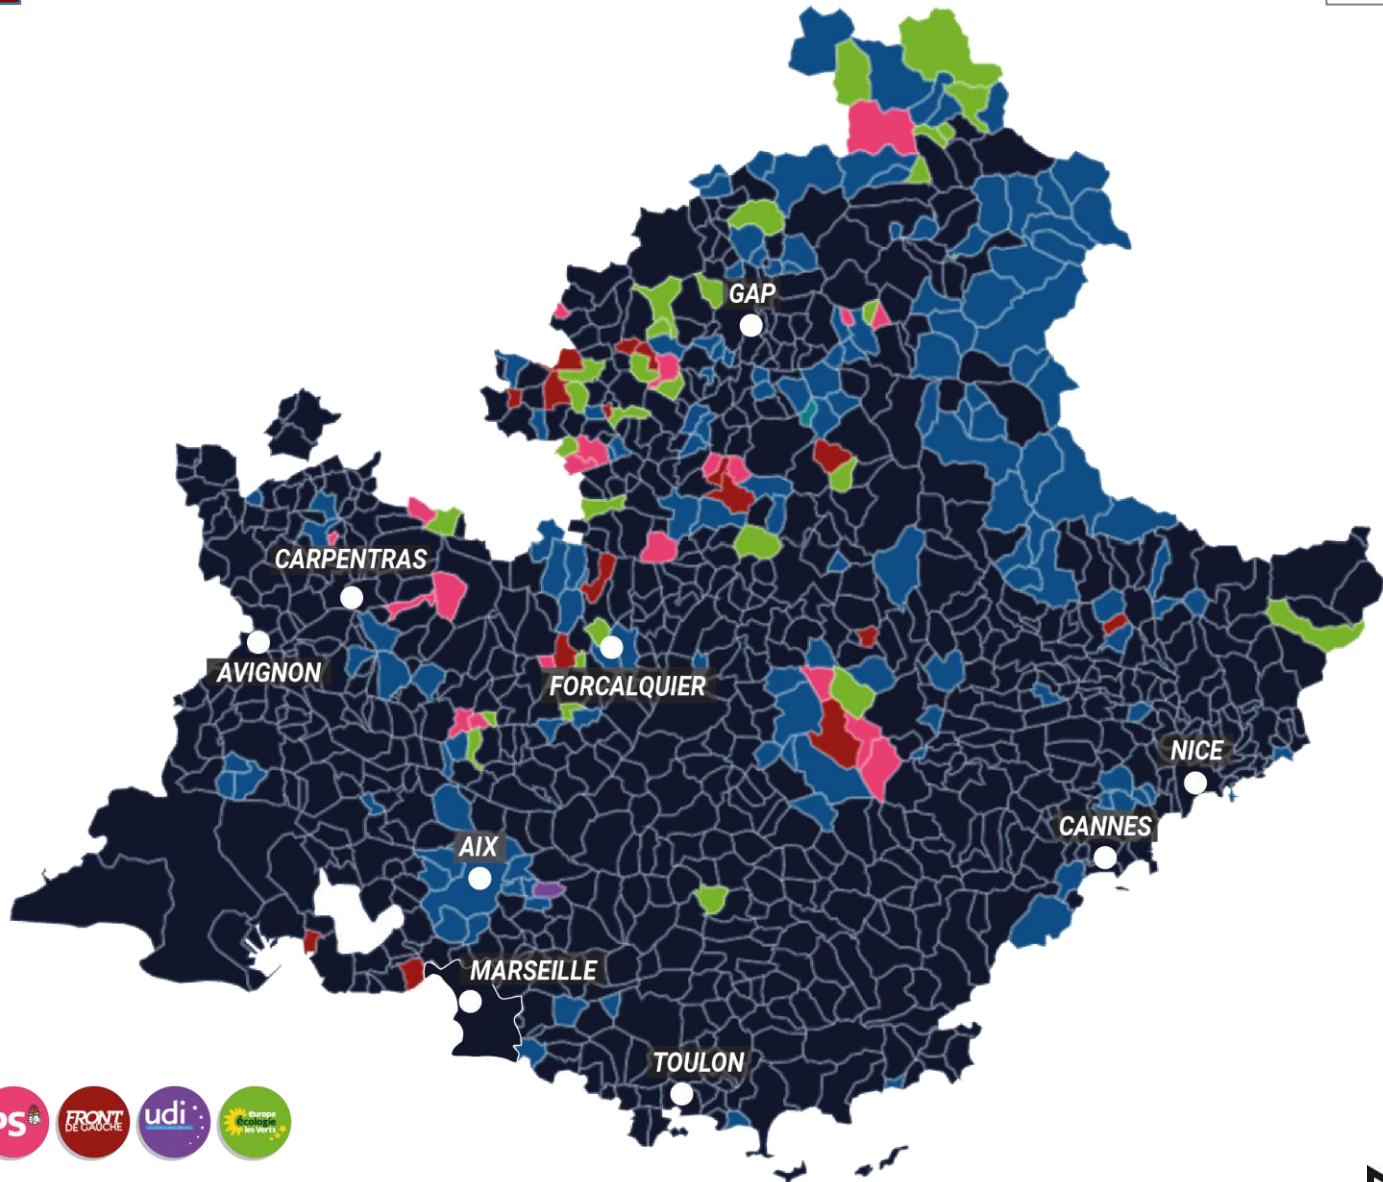 GAP
CARPENTRAS
AVIGNON
FORCALQUIER
NICE
CANNES
AIX
MARSEILLE
TOULON
PS
FRONT
DE GAUCHE
udi
europe
écologie
les Verts